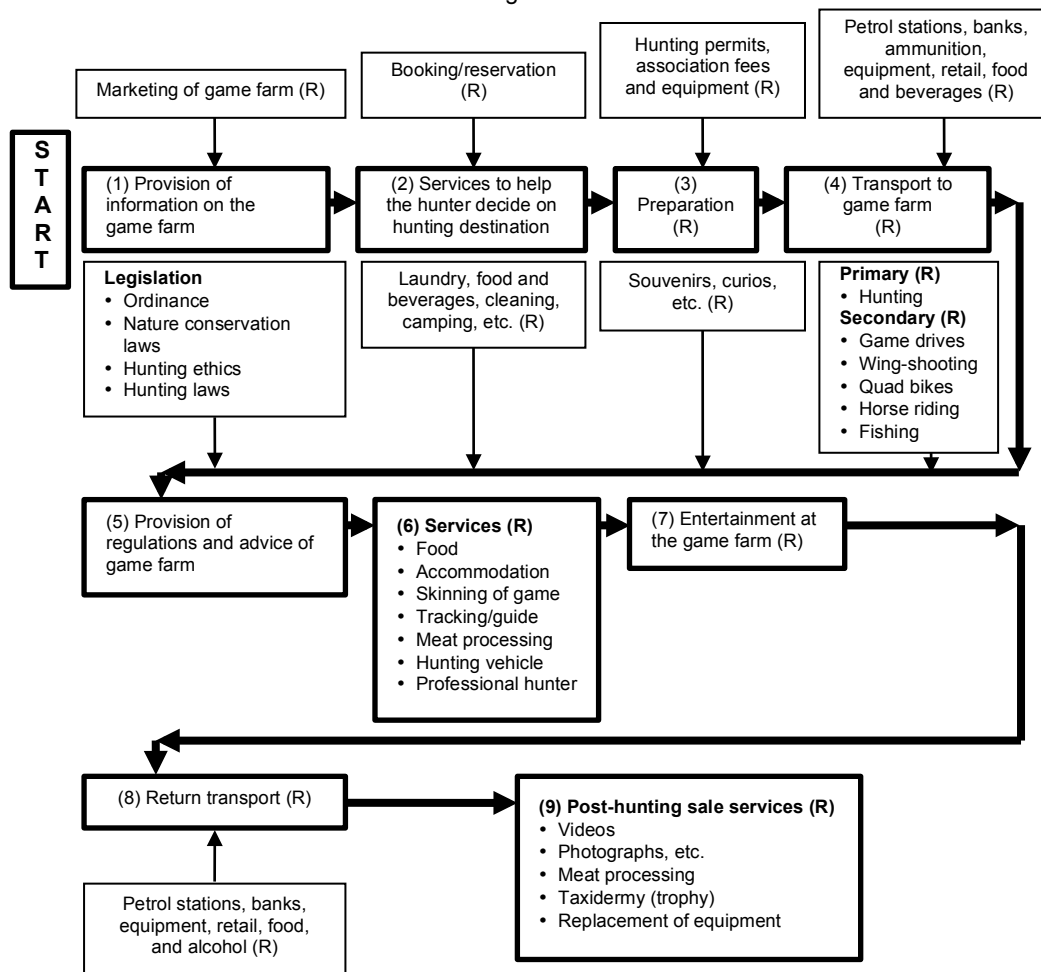 Marketing of game farm (R)
Booking/reservation
(R)
Hunting permits,
association fees
and equipment (R)
Petrol stations, banks,
ammunition,
equipment, retail, food
and beverages (R)
S
T
A
R
T
(1) Provision of
information on the
game farm
(2) Services to help
the hunter decide on
hunting destination
(3)
Preparation
(R)
(4) Transport to
game farm
(R)
Legislation
• Ordinance
• Nature conservation
laws
• Hunting ethics
• Hunting laws
Laundry, food and
beverages, cleaning,
camping, etc. (R)
Souvenirs, curios,
etc. (R)
Primary (R)
• Hunting
Secondary (R)
• Game drives
• Wing-shooting
• Quad bikes
• Horse riding
• Fishing
(5) Provision of
regulations and advice of
game farm
(6) Services (R)
• Food
• Accommodation
• Skinning of game
• Tracking/guide
• Meat processing
• Hunting vehicle
• Professional hunter
(7) Entertainment at
the game farm (R)
(8) Return transport (R)
(9) Post-hunting sale services (R)
• Videos
• Photographs, etc.
• Meat processing
• Taxidermy (trophy)
• Replacement of equipment
Petrol stations, banks,
equipment, retail, food,
and alcohol (R)